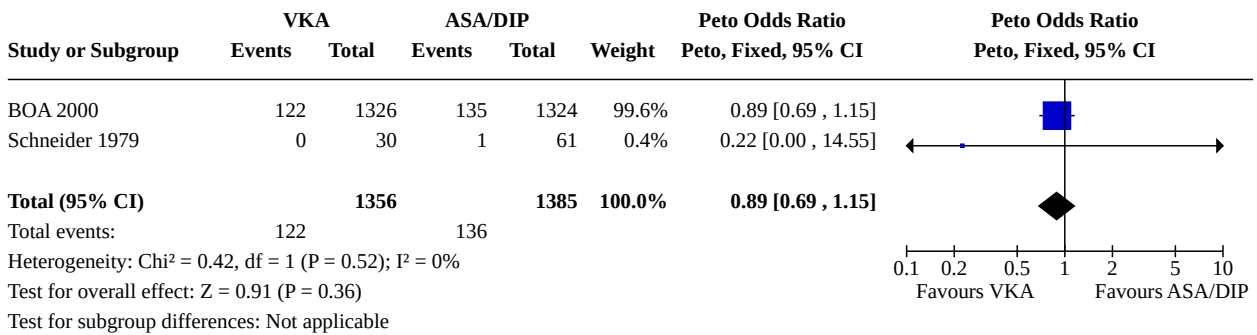 VKA ASA/DIP Peto Odds Ratio Peto Odds Ratio
Study or Subgroup Events Total Events Total Weight Peto, Fixed, 95% CI Peto, Fixed, 95% CI
BOA 2000 122 1326 135 1324 99.6% 0.89 [0.69 , 1.15]
Schneider 1979 0 30 1 61 0.4% 0.22 [0.00 , 14.55]
Total (95% CI) 1356 1385 100.0% 0.89 [0.69 , 1.15]
Total events: 122 136
Heterogeneity: Chi² = 0.42, df = 1 (P = 0.52); I² = 0%
0.1 0.2 0.5 1 2 5 10
Test for overall effect: Z = 0.91 (P = 0.36) Favours VKA Favours ASA/DIP
Test for subgroup differences: Not applicable